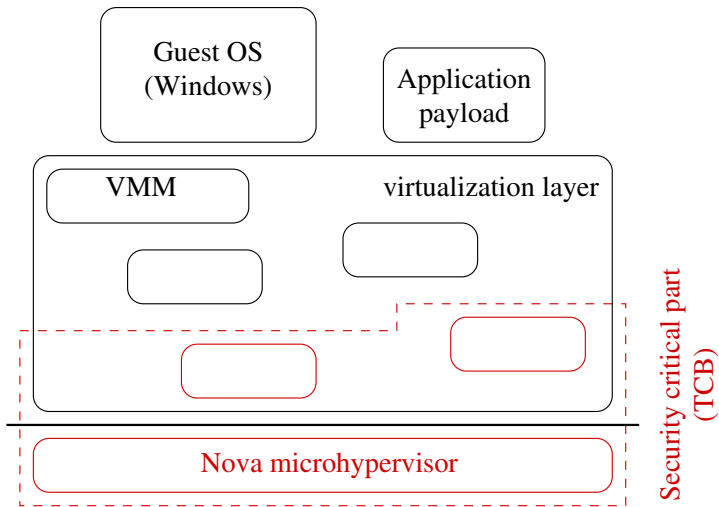 Guest OS
(Windows)
Application
payload
VMM
virtualization layer
Nova microhypervisor
Security critical part
(TCB)